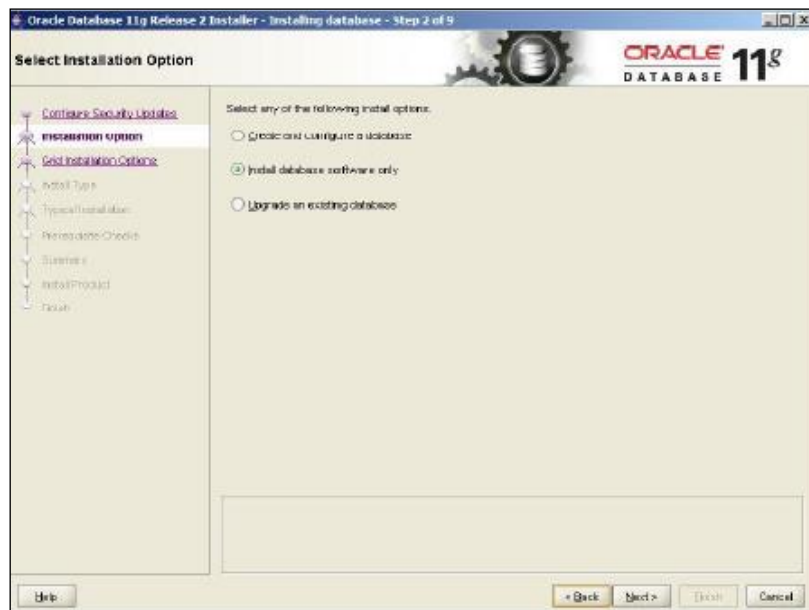 Oracle Database 11g Release 2 Installer - Installing database - Step 2 of 9
Select Installation Option
ORACLE
DATABASE
11g
Configure Security Updates
Installation Option
Grid Installation Options
Install Type
Typical Installation
Prerequisite Checks
Summary
Install Product
Finish
Select any of the following install options.
Create and configure a database
Install database software only
Upgrade an existing database
Help
< Back
Next >
Finish
Cancel